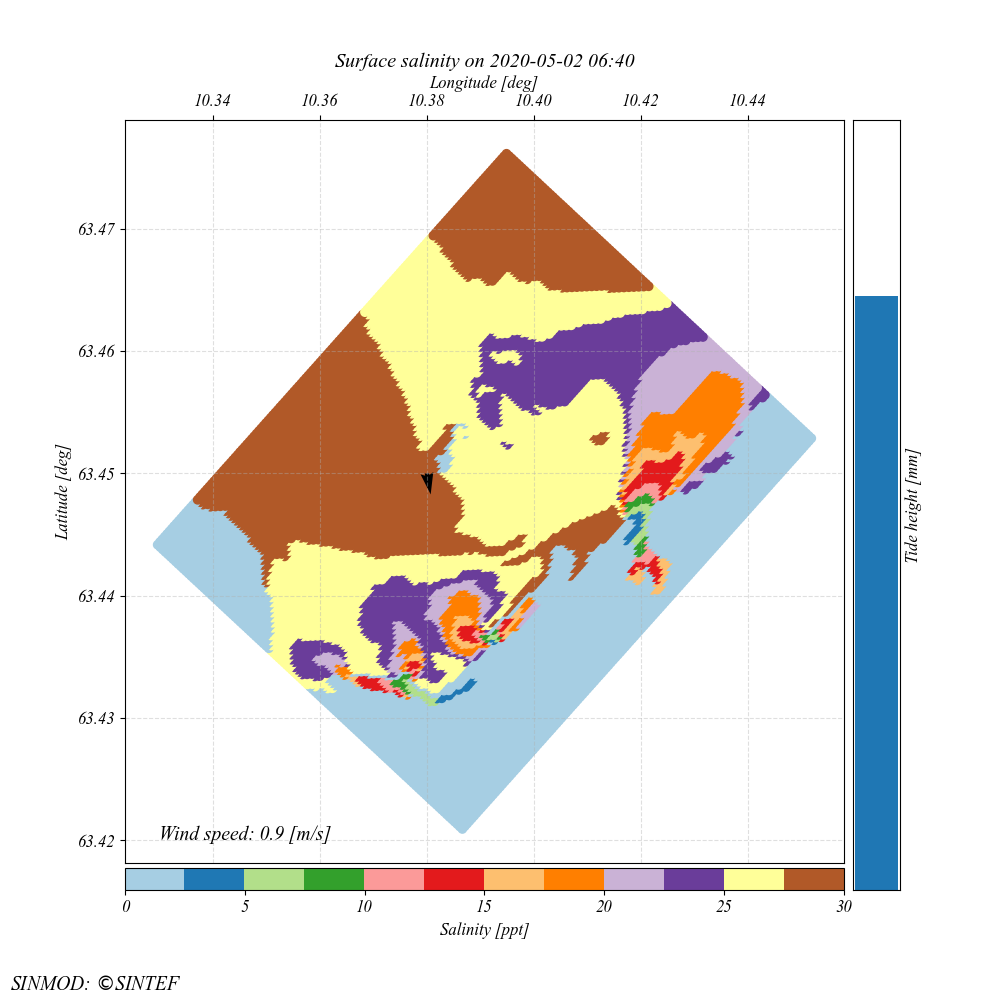 Surface salinity on 2020-05-02 06:40
Longitude [deg]
10.34 10.36 10.38 10.40 10.42 10.44
63.47
63.46
63.45
63.44
63.43
63.42
Latitude [deg]
Tide height [mm]
Wind speed: 0.9 [m/s]
0 5 10 15 20 25 30
Salinity [ppt]
SINMOD: ©SINTEF